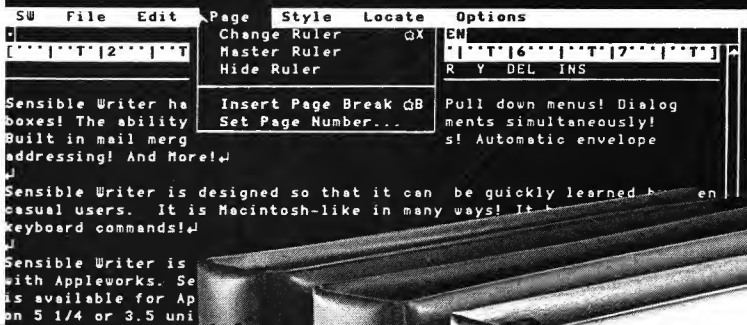 SW File Edit Page Style Locate Options
Change Ruler X EN
Master Ruler
Hide Ruler R Y DEL INS
Sensible Writer ha Insert Page Break B Pull down menus! Dialog
boxes! The ability Set Page Number... ments simultaneously!
Built in mail merg s! Automatic envelope
addressing! And More!
Sensible Writer is designed so that it can be quickly learned en
casual users. It is Macintosh-like in many ways! It
keyboard commands!
Sensible Writer is
with Appleworks. Se
is available for Ap
on 5 1/4 or 3.5 uni